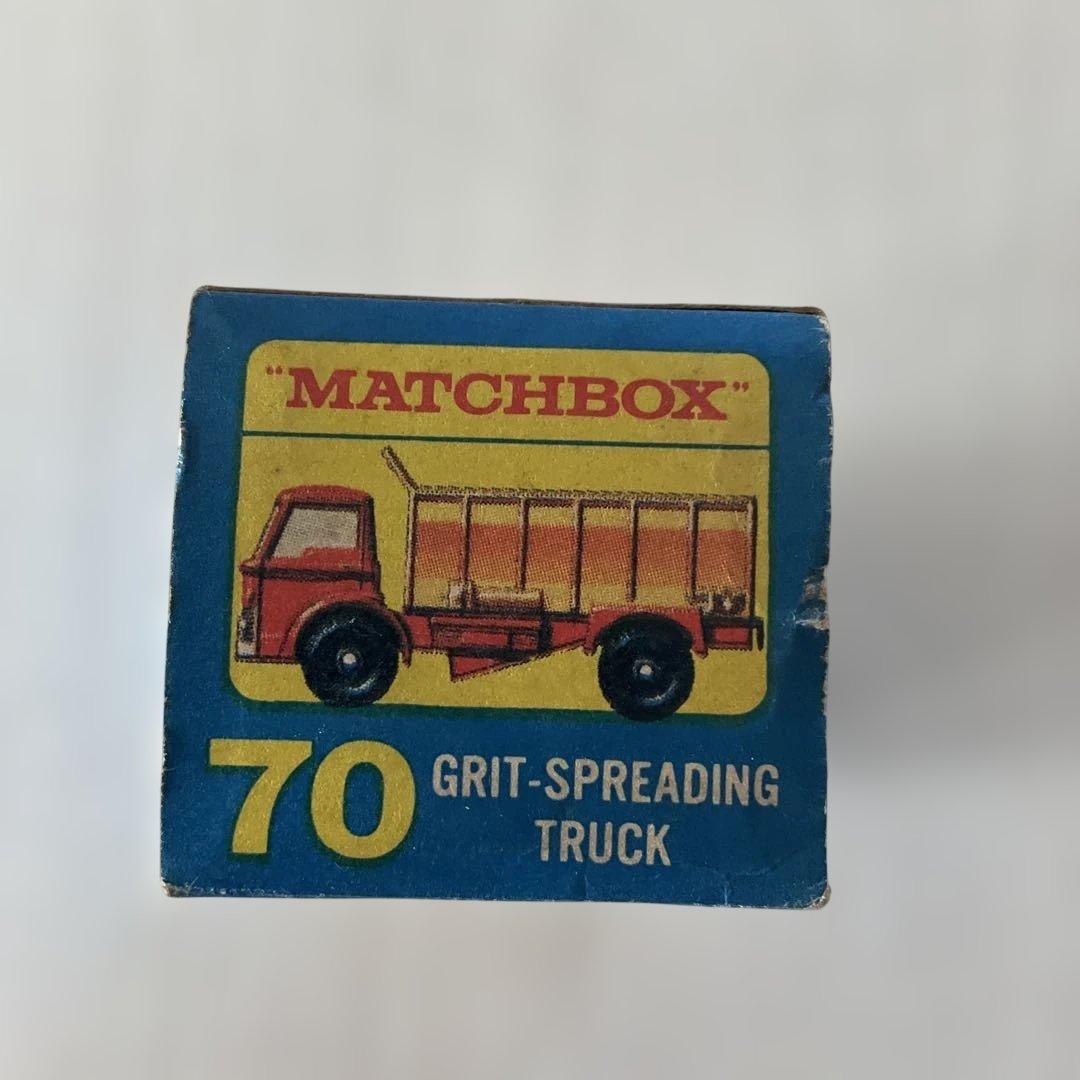 "MATCHBOX"
70 GRIT-SPREADING
TRUCK